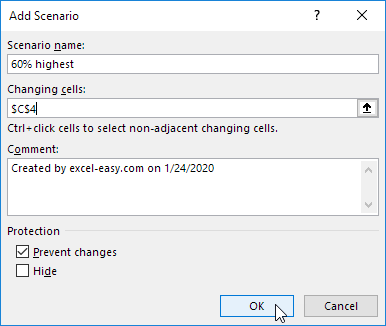 Add Scenario
?
Scenario name:
60% highest
Changing cells:
$C$4
Ctrl+click cells to select non-adjacent changing cells.
Comment:
Created by excel-easy.com on 1/24/2020
Protection
Prevent changes
Hide
OK Cancel